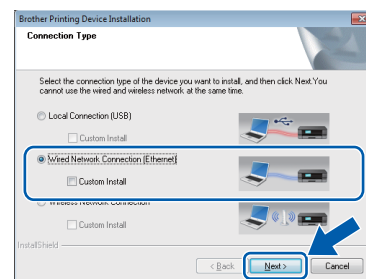 Brother Printing Device Installation
Connection Type
Select the connection type of the device you want to install, and then click Next.You
cannot use the wired and wireless network at the same time.
Local Connection (USB)
Custom Install
Wired Network Connection (Ethernet)
Custom Install
Wireless Network Connection
Custom Install
InstallShield
< Back
Next >
Cancel